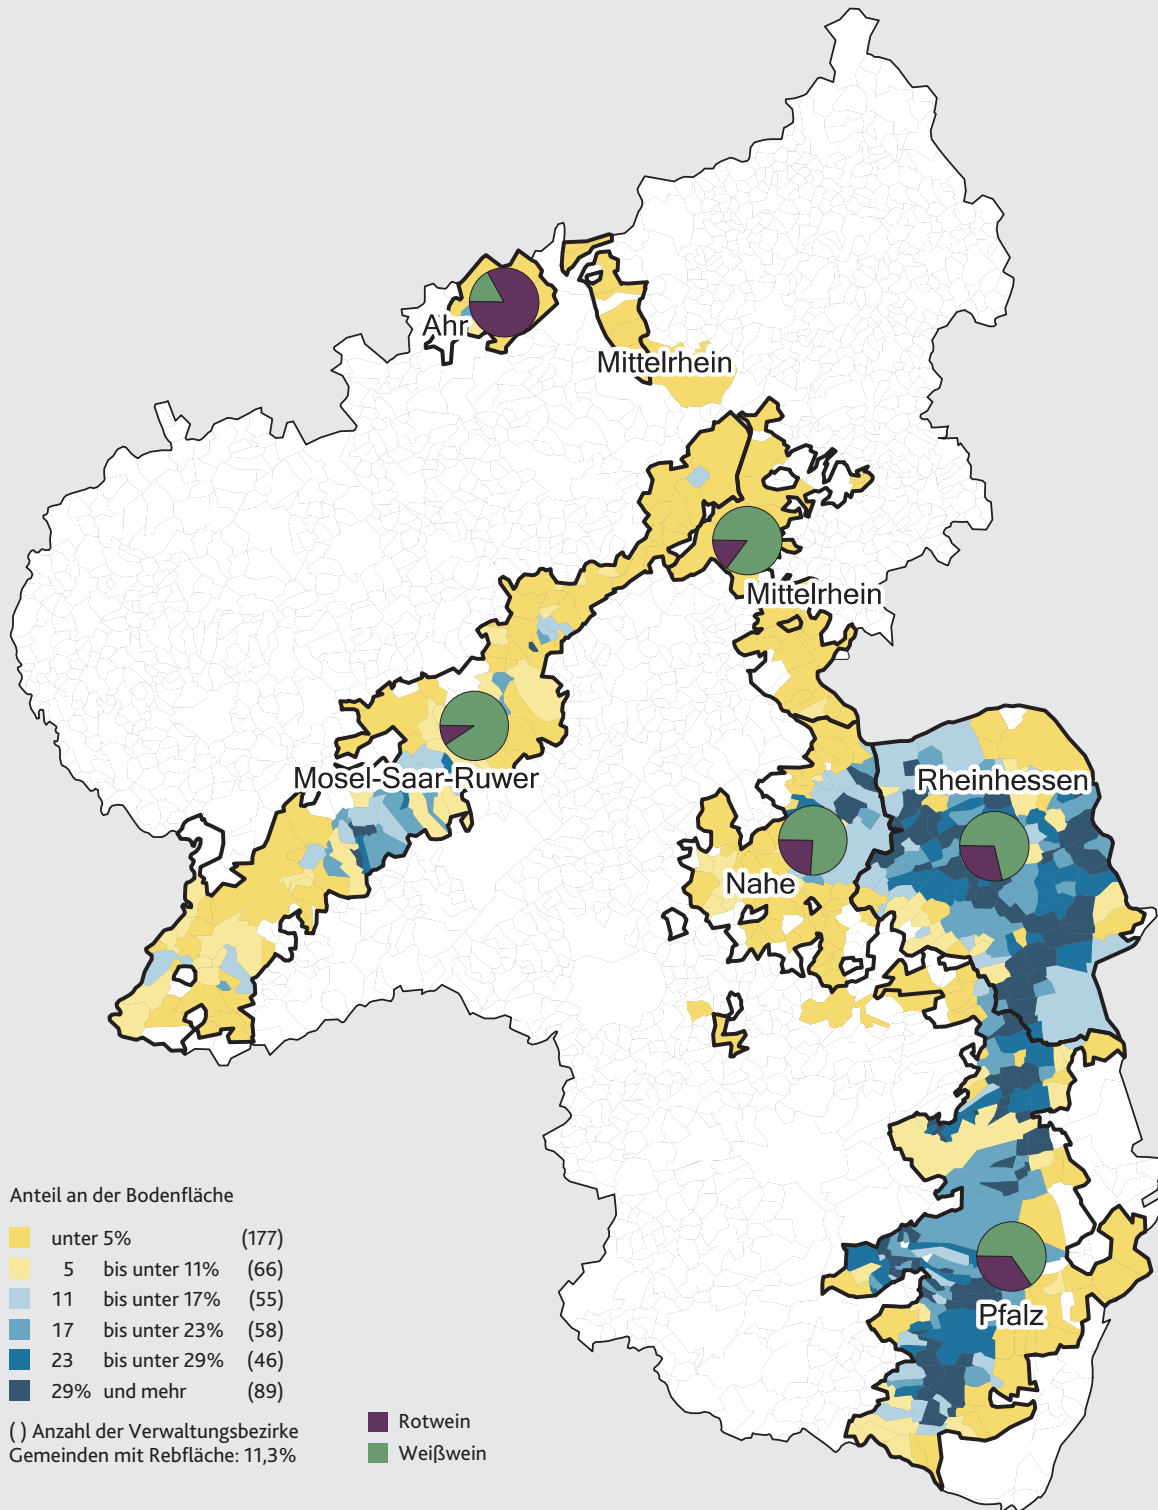 Ahr
Mittelrhein
Mittelrhein
Mosel-Saar-Ruwer
Rheinhessen
Nahe
Pfalz
Anteil an der Bodenfläche
unter 5% (177)
5 bis unter 11% (66)
11 bis unter 17% (55)
17 bis unter 23% (58)
23 bis unter 29% (46)
29% und mehr (89)
( ) Anzahl der Verwaltungsbezirke
Gemeinden mit Rebfläche: 11,3%
Rotwein
Weißwein